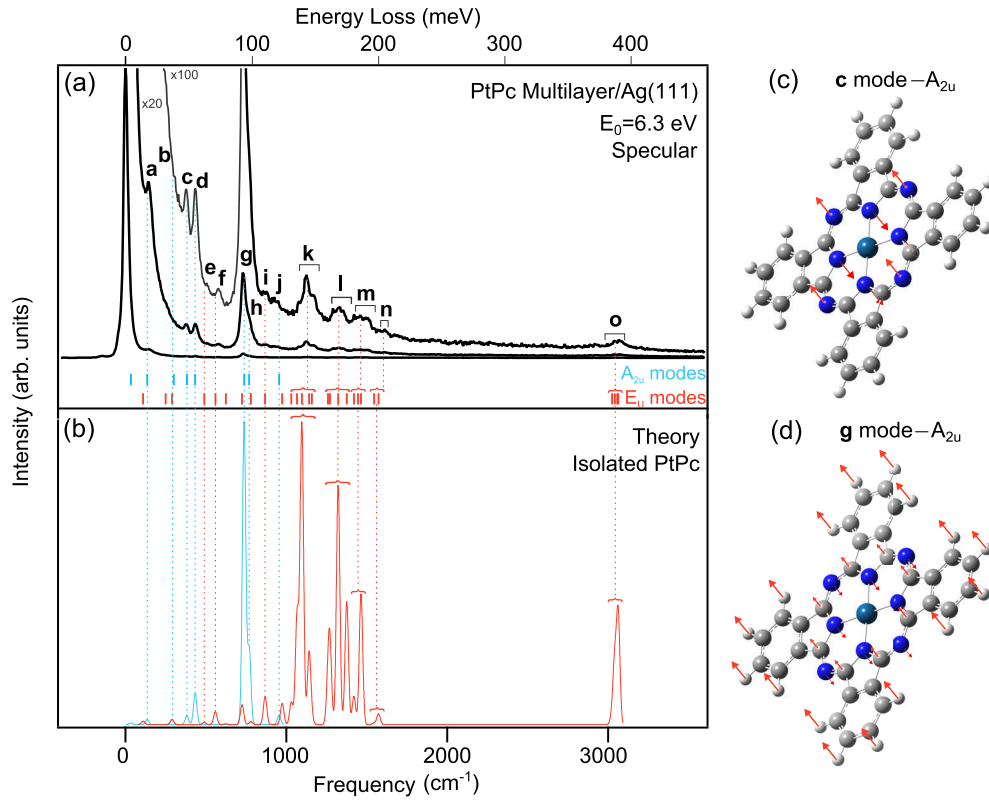 Energy Loss (meV)
0 100 200 300 400
(a)
x100
x20
PtPc Multilayer/Ag(111)
E₀=6.3 eV
Specular
a
b
c
d
e
f
g
h
i
j
k
l
m
n
o
A₂ᵤ modes
Eᵤ modes
(b)
Theory
Isolated PtPc
Intensity (arb. units)
0 1000 2000 3000
Frequency (cm⁻¹)
(c) c mode–A₂ᵤ
(d) g mode–A₂ᵤ